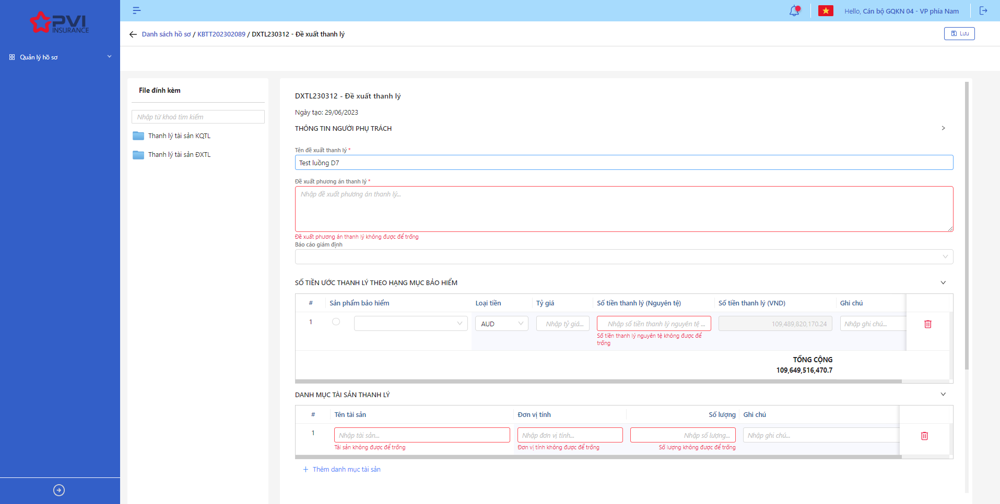 PVI
INSURANCE
Hello, Cán bộ GQKN 04 - VP phía Nam
Quản lý hồ sơ
Danh sách hồ sơ / KBTT202302089 / DXTL230312 - Đề xuất thanh lý
Lưu
File đính kèm
Nhập từ khoá tìm kiếm
Thanh lý tài sản KQTL
Thanh lý tài sản ĐXTL
DXTL230312 - Đề xuất thanh lý
Ngày tạo: 29/06/2023
THÔNG TIN NGƯỜI PHỤ TRÁCH
Tên đề xuất thanh lý *
Test luồng D7
Đề xuất phương án thanh lý *
Nhập đề xuất phương án thanh lý...
Đề xuất phương án thanh lý không được để trống
Báo cáo giám định
SỐ TIỀN ƯỚC THANH LÝ THEO HẠNG MỤC BẢO HIỂM
# Sản phẩm bảo hiểm Loại tiền Tỷ giá Số tiền thanh lý (Nguyên tệ) Số tiền thanh lý (VND) Ghi chú
1 AUD Nhập tỷ giá... Nhập số tiền thanh lý nguyên tệ ... 109,489,820,170.24 Nhập ghi chú...
Số tiền thanh lý nguyên tệ không được để
trống
TỔNG CỘNG
109,649,516,470.7
DANH MỤC TÀI SẢN THANH LÝ
# Tên tài sản Đơn vị tính Số lượng Ghi chú
1 Nhập tài sản... Nhập đơn vị tính... Nhập số lượng... Nhập ghi chú...
Tài sản không được để trống Đơn vị tính không được để trống Số lượng không được để trống
+ Thêm danh mục tài sản